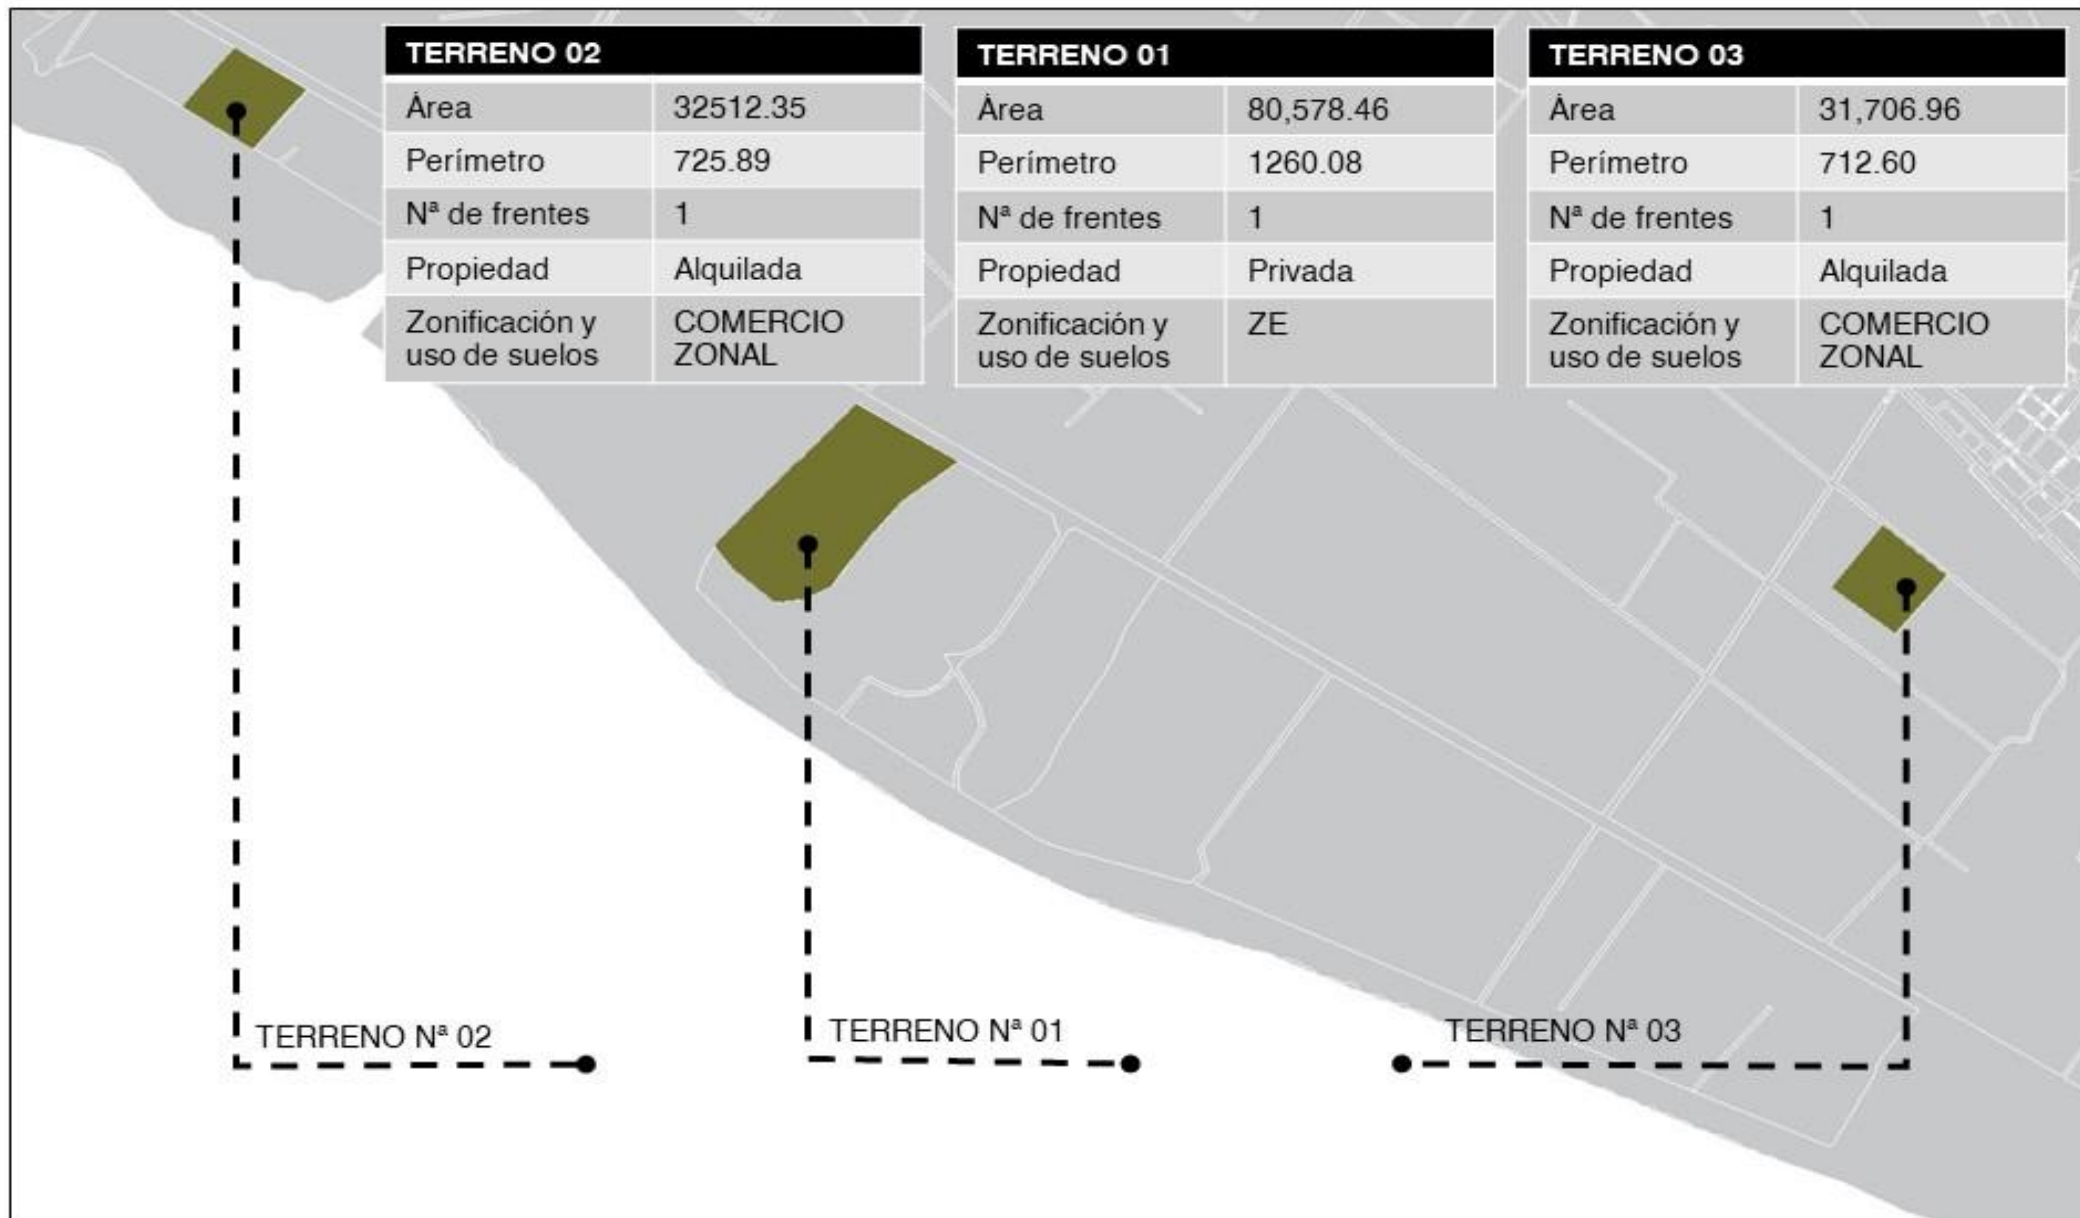 TERRENO 02
Área 32512.35
Perímetro 725.89
Nª de frentes 1
Propiedad Alquilada
Zonificación y uso de suelos COMERCIO ZONAL
TERRENO 01
Área 80,578.46
Perímetro 1260.08
Nª de frentes 1
Propiedad Privada
Zonificación y uso de suelos ZE
TERRENO 03
Área 31,706.96
Perímetro 712.60
Nª de frentes 1
Propiedad Alquilada
Zonificación y uso de suelos COMERCIO ZONAL
TERRENO Nª 02
TERRENO Nª 01
TERRENO Nª 03